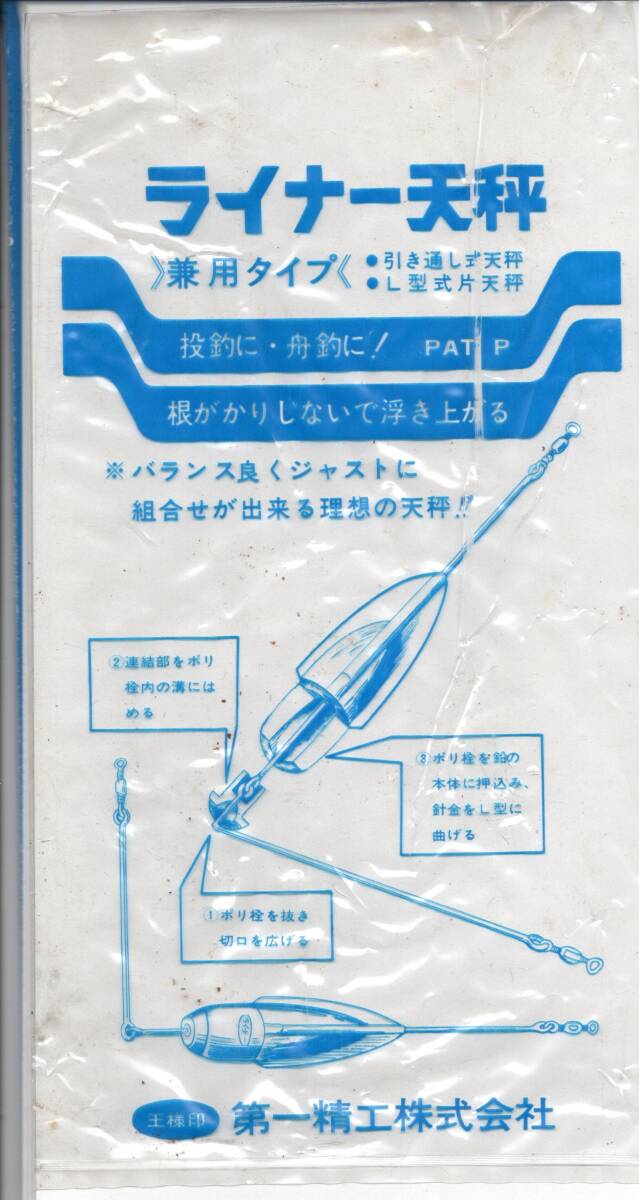 ライナー天秤
》兼用タイプ《
●引き通し式天秤
●L型式片天秤
投釣に・舟釣に! PAT P
根がかりしないで浮き上がる
※バランス良くジャストに
組合せが出来る理想の天秤!!
②連結部をポリ
栓内の溝には
める
③ポリ栓を鉛の
本体に押込み、
針金をL型に
曲げる
①ポリ栓を抜き
切口を広げる
王様印 第一精工株式会社